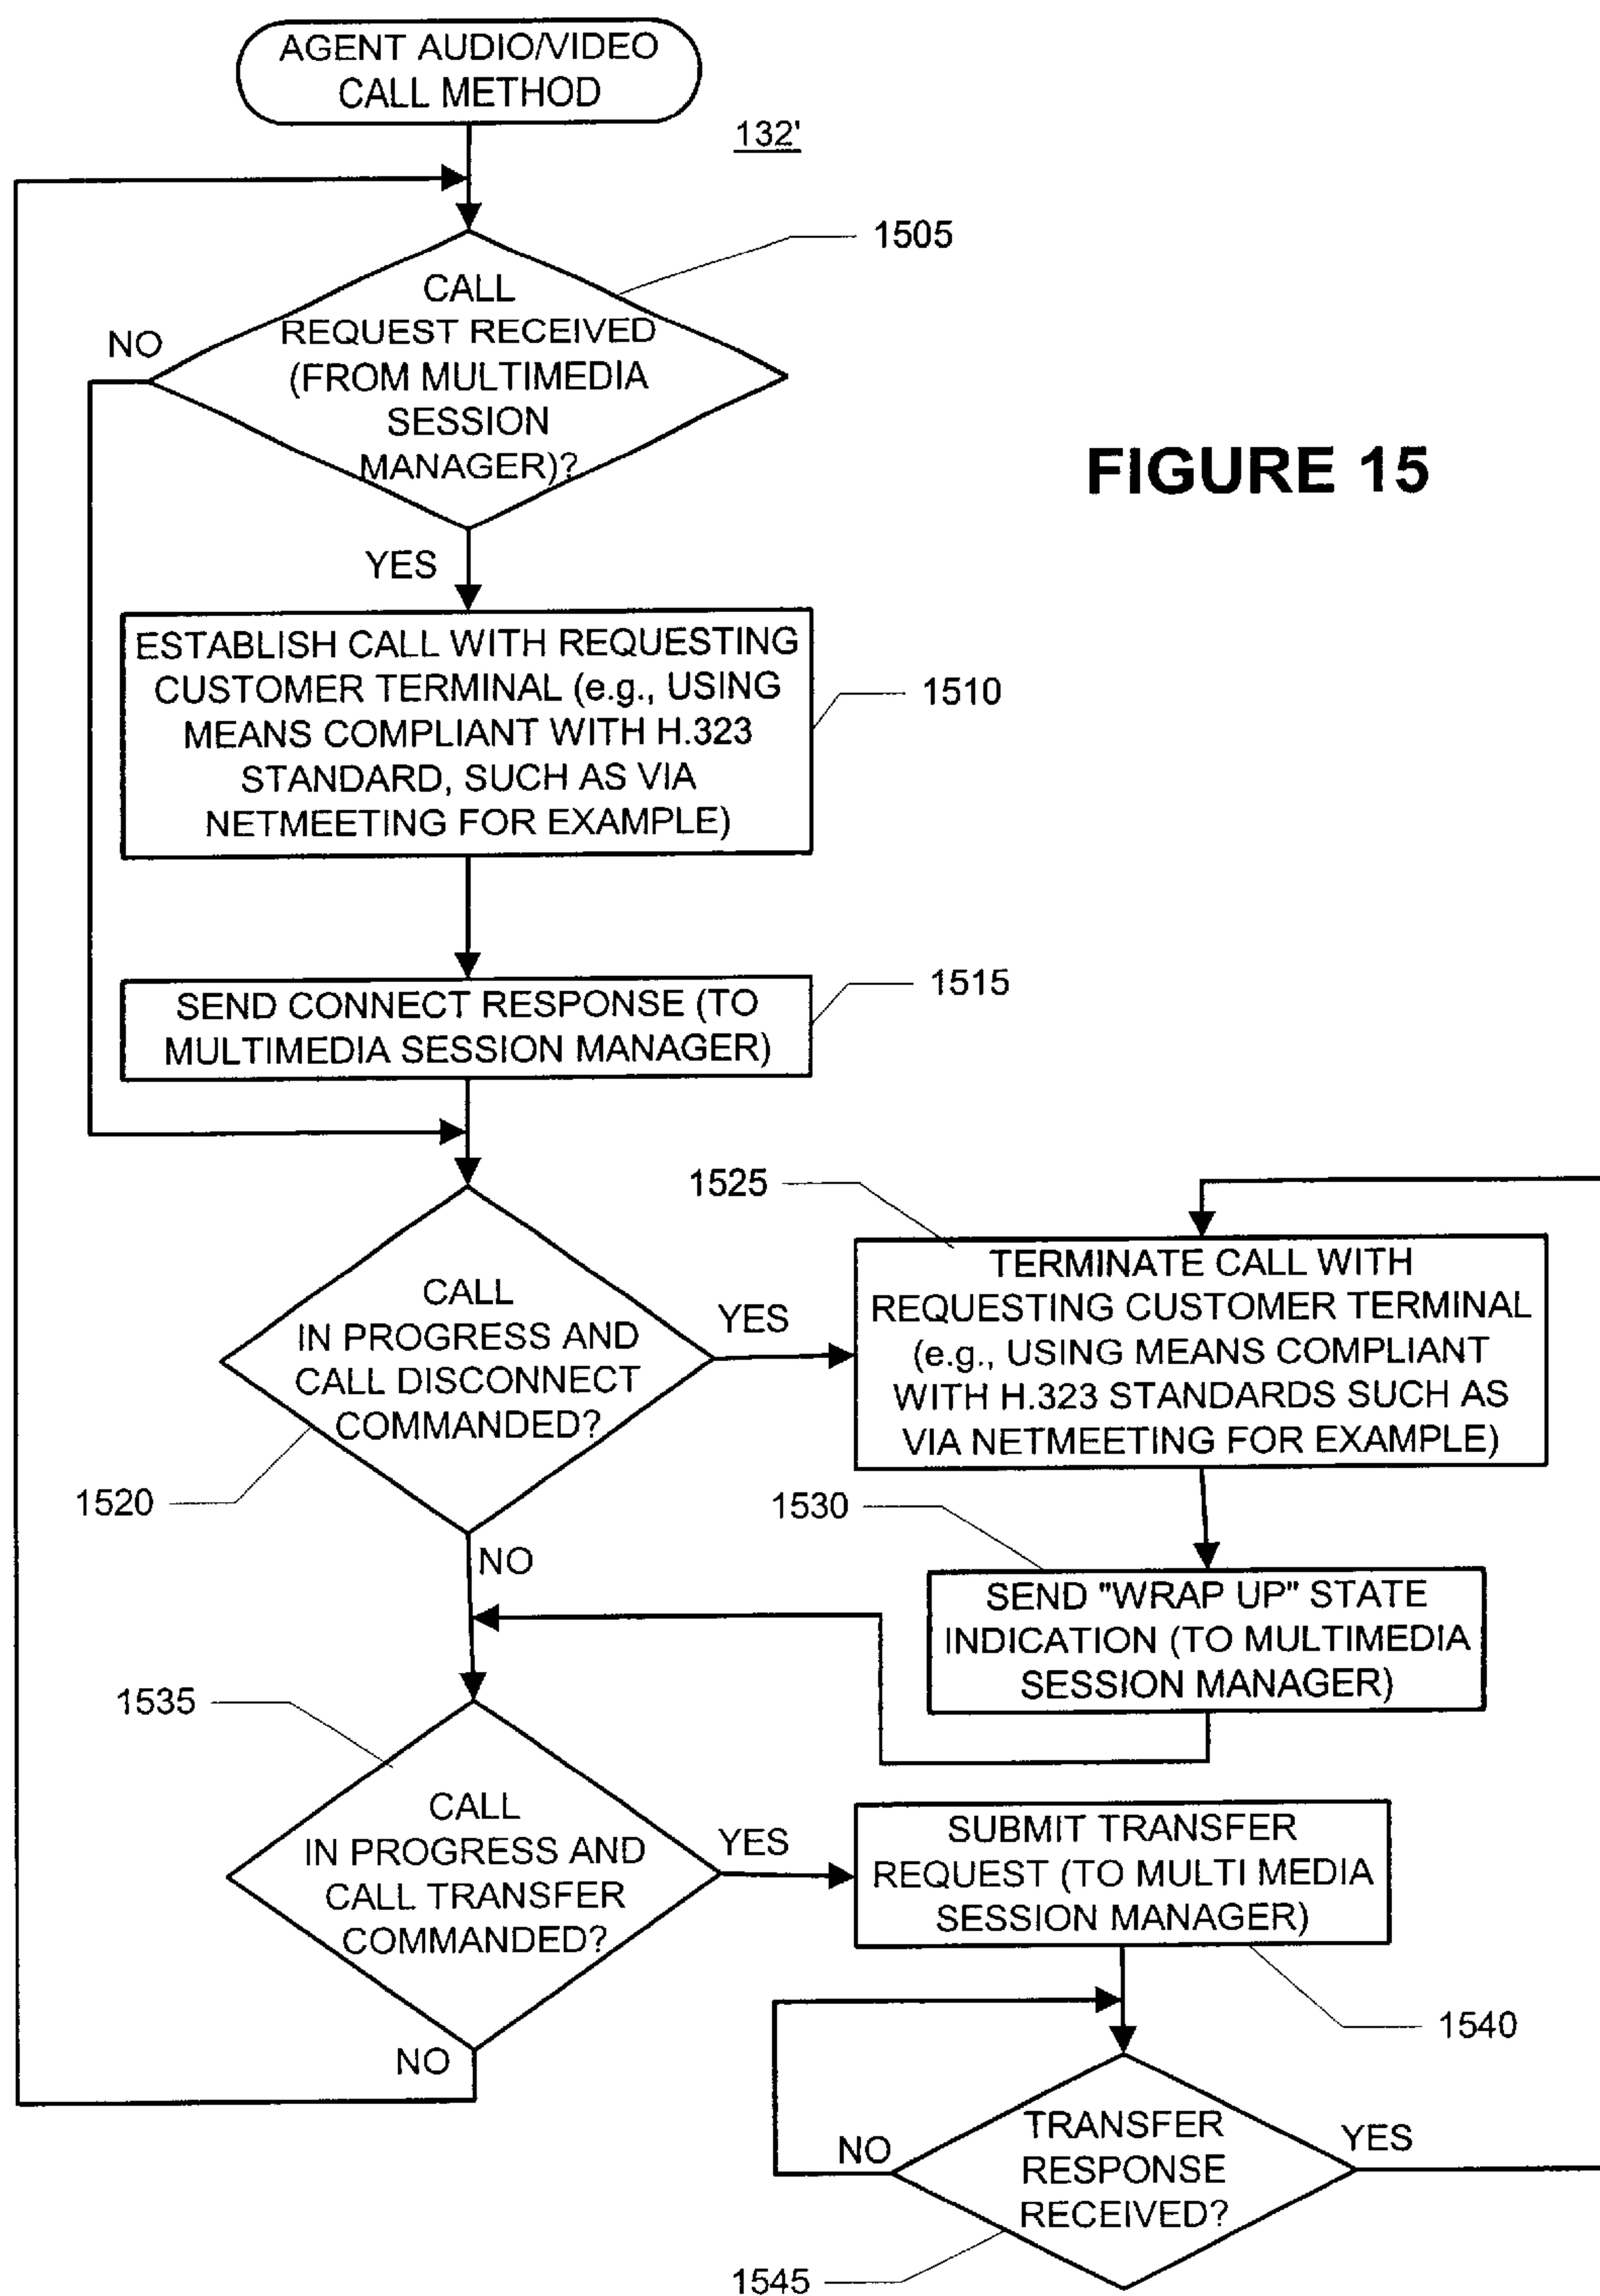 AGENT AUDIO/VIDEO
CALL METHOD
132'
1505
CALL
REQUEST RECEIVED
(FROM MULTIMEDIA
SESSION
MANAGER)?
NO
FIGURE 15
YES
ESTABLISH CALL WITH REQUESTING
CUSTOMER TERMINAL (e.g., USING
MEANS COMPLIANT WITH H.323
STANDARD, SUCH AS VIA
NETMEETING FOR EXAMPLE)
1510
SEND CONNECT RESPONSE (TO
MULTIMEDIA SESSION MANAGER)
1515
1525
CALL
IN PROGRESS AND
CALL DISCONNECT
COMMANDED?
YES
TERMINATE CALL WITH
REQUESTING CUSTOMER TERMINAL
(e.g., USING MEANS COMPLIANT
WITH H.323 STANDARDS SUCH AS
VIA NETMEETING FOR EXAMPLE)
1520
NO
1530
SEND "WRAP UP" STATE
INDICATION (TO MULTIMEDIA
SESSION MANAGER)
1535
CALL
IN PROGRESS AND
CALL TRANSFER
COMMANDED?
YES
SUBMIT TRANSFER
REQUEST (TO MULTI MEDIA
SESSION MANAGER)
NO
1540
TRANSFER
RESPONSE
RECEIVED?
NO
YES
1545